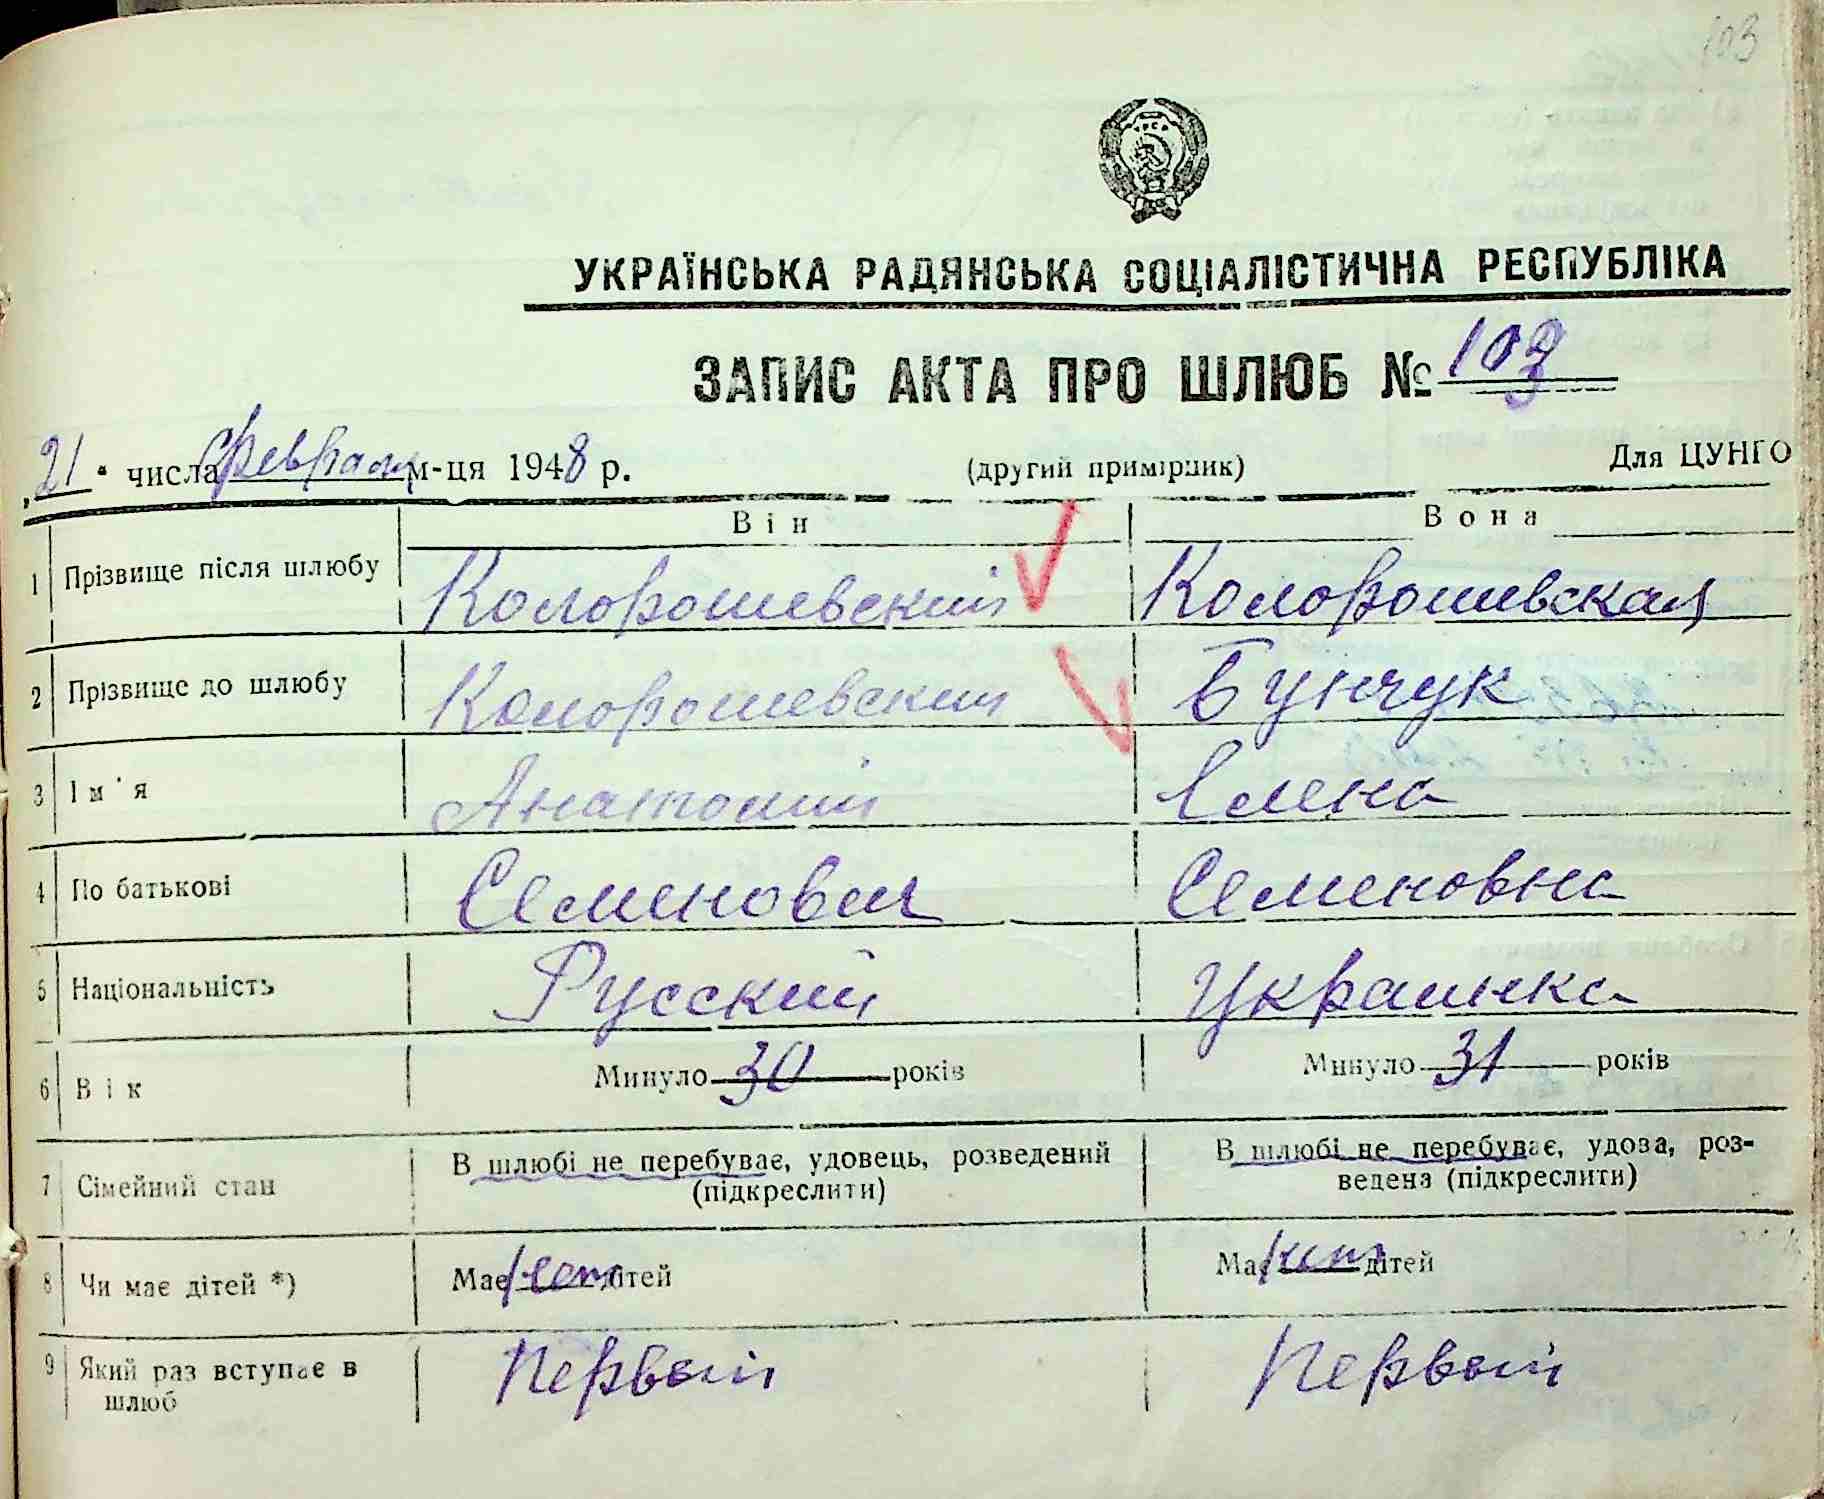 103
УКРАЇНСЬКА РАДЯНСЬКА СОЦІАЛІСТИЧНА РЕСПУБЛІКА
ЗАПИС АКТА ПРО ШЛЮБ № 103
„21" числа февраля м-ця 1948 р. (другий примірник) Для ЦУНГО
Він Вона
1 Прізвище після шлюбу Колорошевский Колорошевская
2 Прізвище до шлюбу Колорошевский Бунчук
3 Ім'я Анатолий Елена
4 По батькові Семенович Семеновна
5 Національність Русский Украинка
6 Вік Минуло 30 років Минуло 31 років
7 Сімейний стан В шлюбі не перебуває, удовець, розведений (підкреслити) В шлюбі не перебуває, удова, роз-
ведена (підкреслити)
8 Чи має дітей *) Має нет дітей Має нет дітей
9 Який раз вступає в шлюб Первый Первый